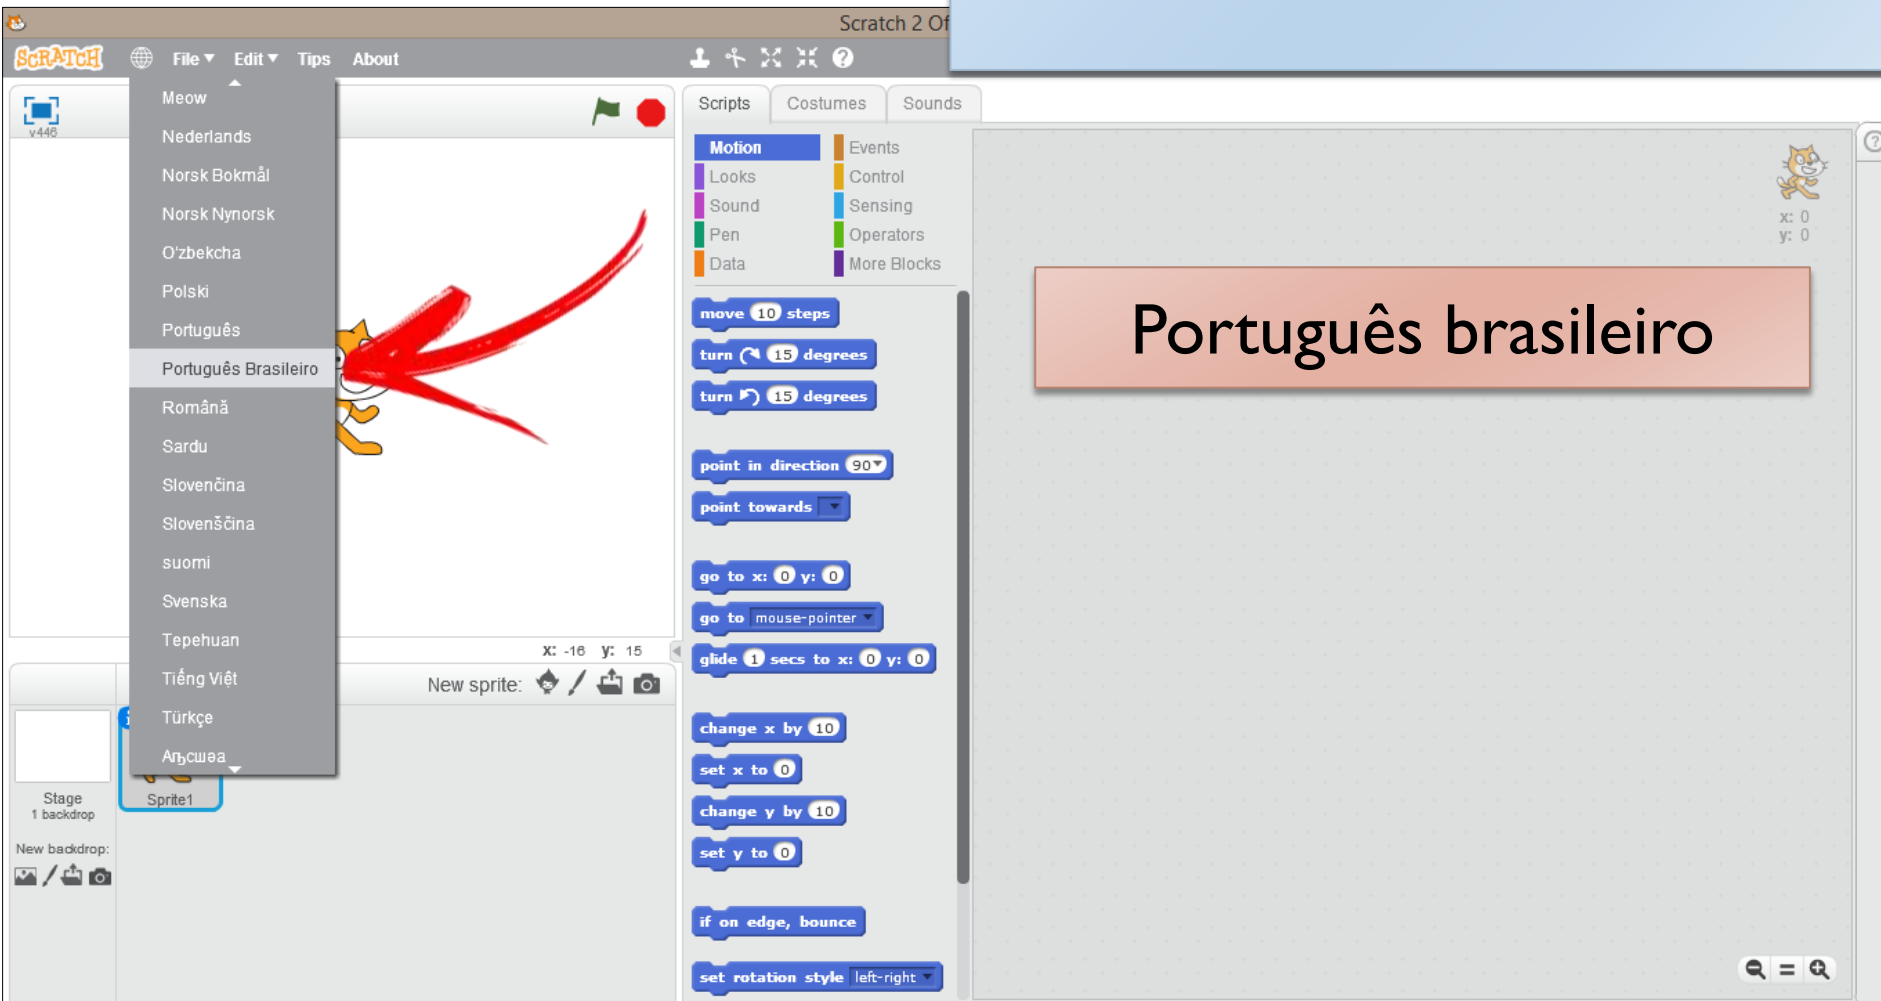 Scratch 2 Of
SCRATCH File Edit Tips About
v446
Meow
Nederlands
Norsk Bokmål
Norsk Nynorsk
O'zbekcha
Polski
Português
Português Brasileiro
Română
Sardu
Slovenčina
Slovenščina
suomi
Svenska
Tepehuan
Tiếng Việt
Türkçe
Аҧсшәа
x: -16 y: 15
New sprite:
Stage
1 backdrop
New backdrop:
Sprite1
Scripts Costumes Sounds
Motion Events
Looks Control
Sound Sensing
Pen Operators
Data More Blocks
move 10 steps
turn 15 degrees
turn 15 degrees
point in direction 90
point towards
go to x: 0 y: 0
go to mouse-pointer
glide 1 secs to x: 0 y: 0
change x by 10
set x to 0
change y by 10
set y to 0
if on edge, bounce
set rotation style left-right
x: 0
y: 0
Português brasileiro